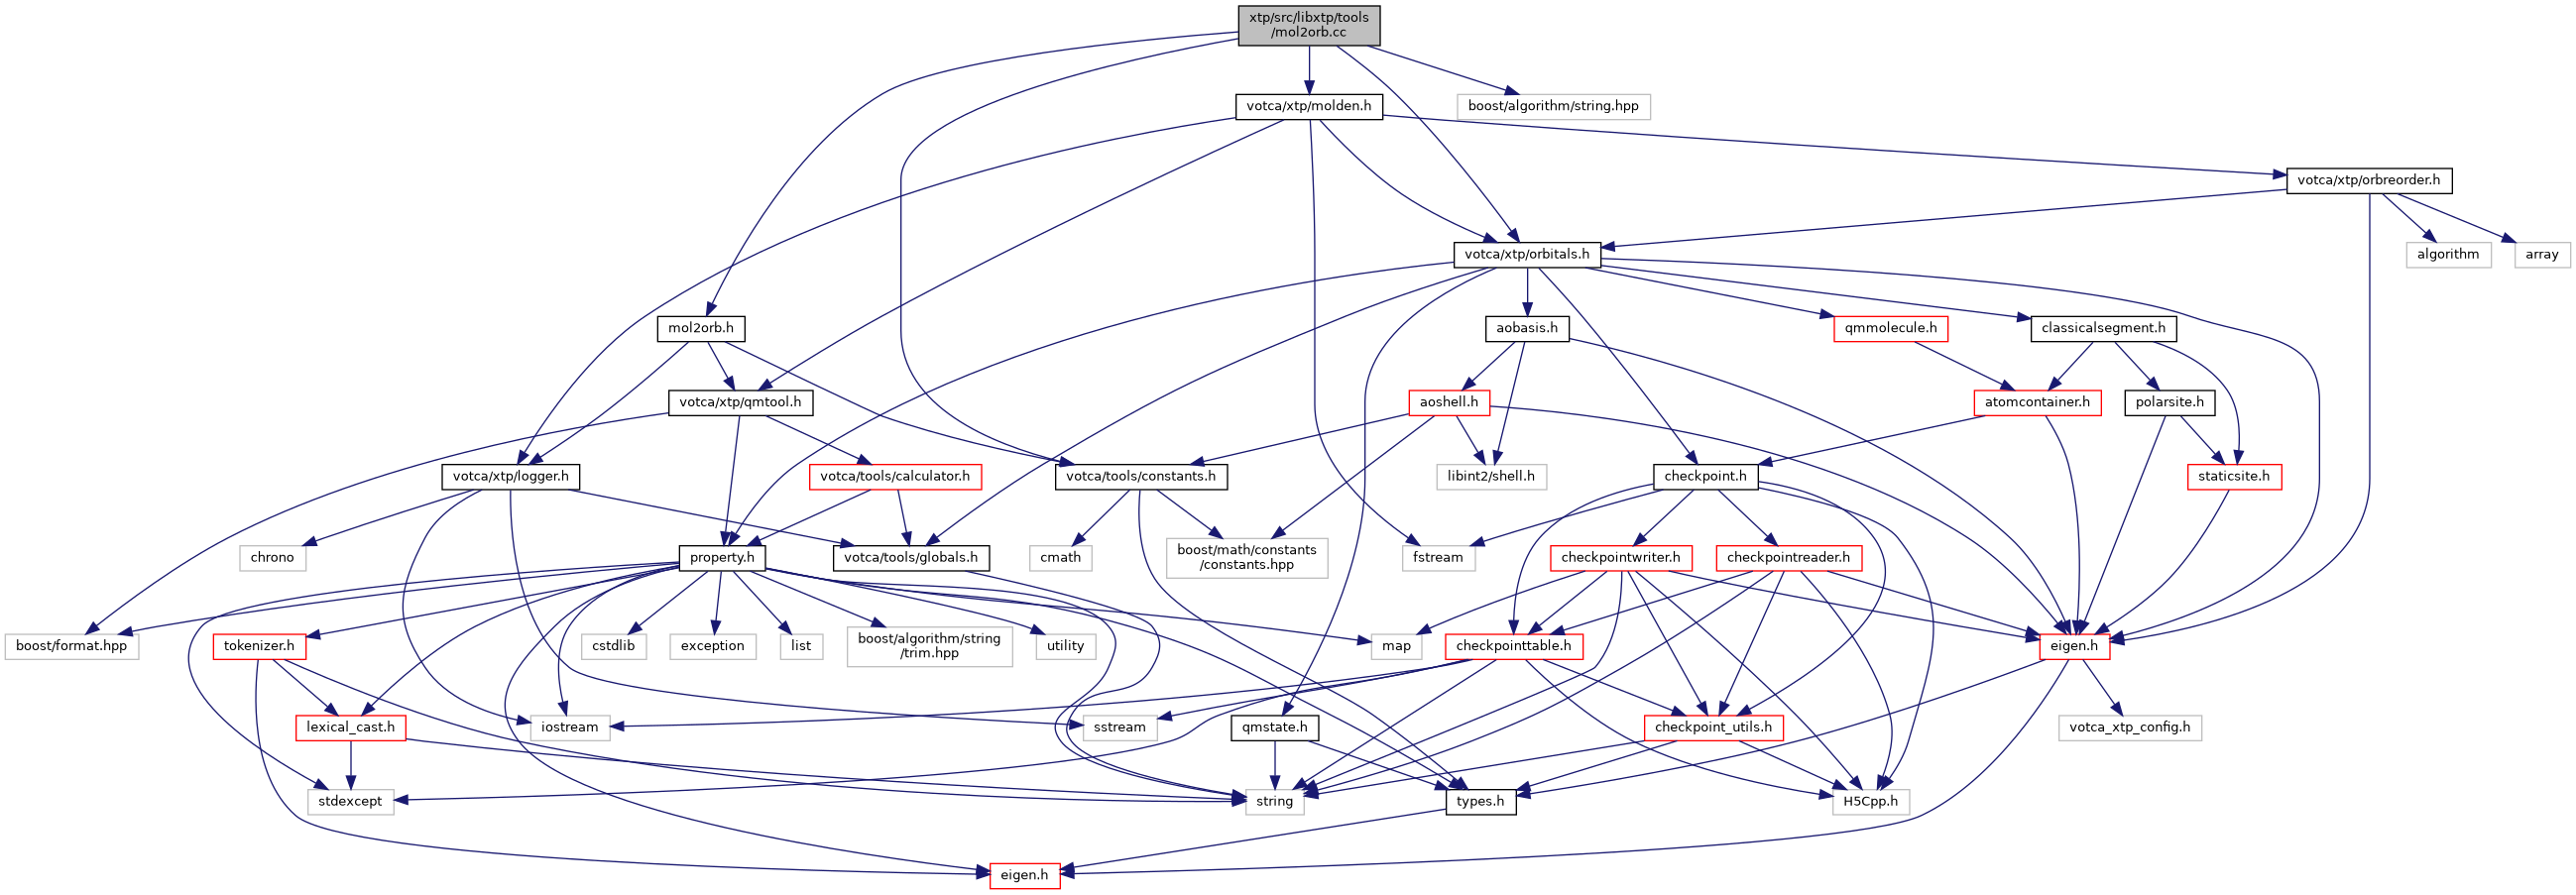 xtp/src/libxtp/tools
/mol2orb.cc
votca/xtp/molden.h
boost/algorithm/string.hpp
votca/xtp/orbreorder.h
votca/xtp/orbitals.h
algorithm
array
mol2orb.h
aobasis.h
qmmolecule.h
classicalsegment.h
votca/xtp/qmtool.h
aoshell.h
atomcontainer.h
polarsite.h
votca/xtp/logger.h
votca/tools/calculator.h
votca/tools/constants.h
libint2/shell.h
checkpoint.h
staticsite.h
chrono
property.h
votca/tools/globals.h
cmath
boost/math/constants
/constants.hpp
fstream
checkpointwriter.h
checkpointreader.h
boost/format.hpp
tokenizer.h
cstdlib
exception
list
boost/algorithm/string
/trim.hpp
utility
map
checkpointtable.h
eigen.h
lexical_cast.h
iostream
sstream
qmstate.h
checkpoint_utils.h
votca_xtp_config.h
stdexcept
string
types.h
H5Cpp.h
eigen.h